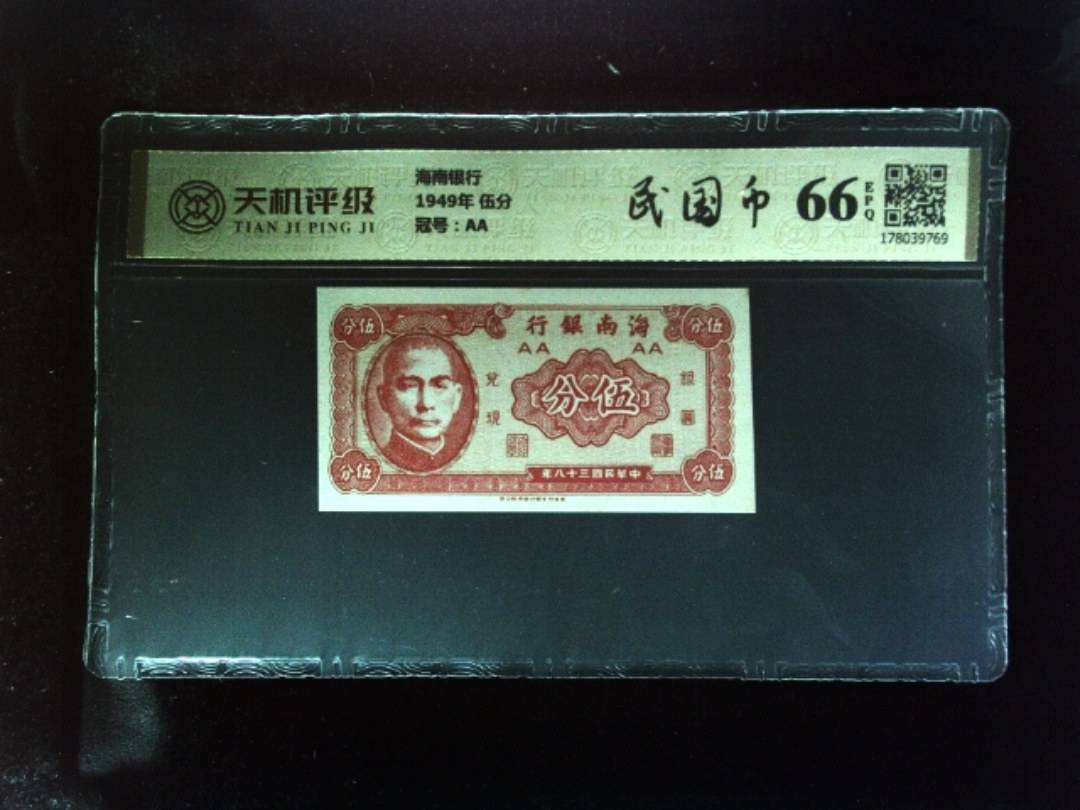 天机评级
TIAN JI PING JI
海南银行
1949年 伍分
冠号：AA
民国币
66
EPQ
178039769
分伍
行銀南海
分伍
AA AA
兌現
分伍
銀圓
分伍
年八十三國民華中
分伍